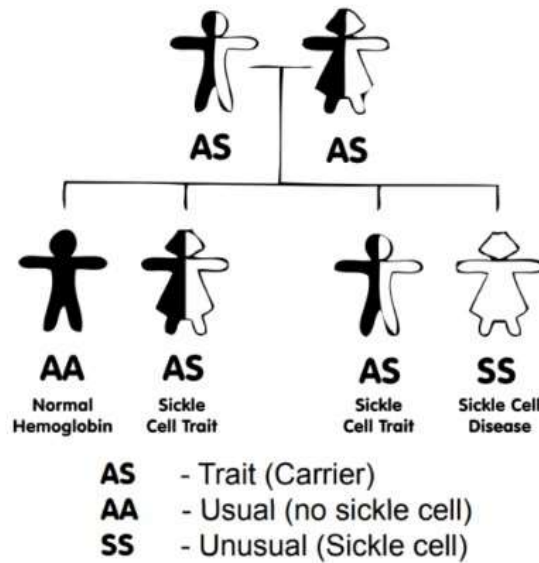 AS AS
AA AS AS SS
Normal Sickle Sickle Sickle Cell
Hemoglobin Cell Trait Cell Trait Disease
AS - Trait (Carrier)
AA - Usual (no sickle cell)
SS - Unusual (Sickle cell)